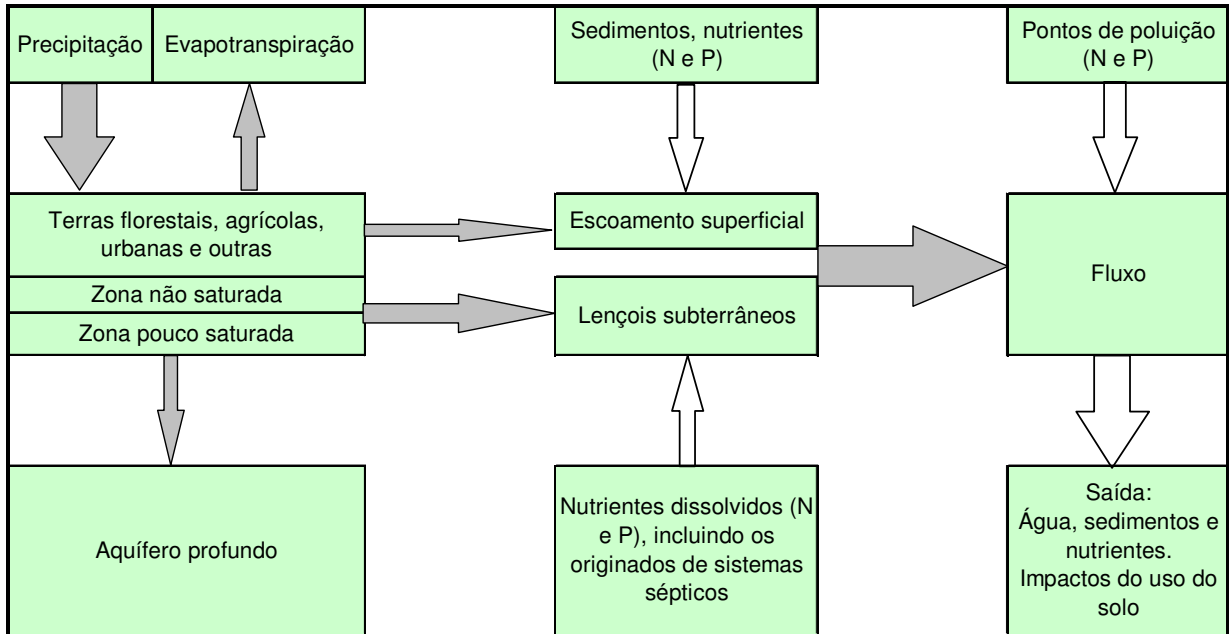 Precipitação
Evapotranspiração
Sedimentos, nutrientes
(N e P)
Pontos de poluição
(N e P)
Terras florestais, agrícolas,
urbanas e outras
Zona não saturada
Zona pouco saturada
Escoamento superficial
Lençois subterrâneos
Fluxo
Aquífero profundo
Nutrientes dissolvidos (N
e P), incluindo os
originados de sistemas
sépticos
Saída:
Água, sedimentos e
nutrientes.
Impactos do uso do
solo